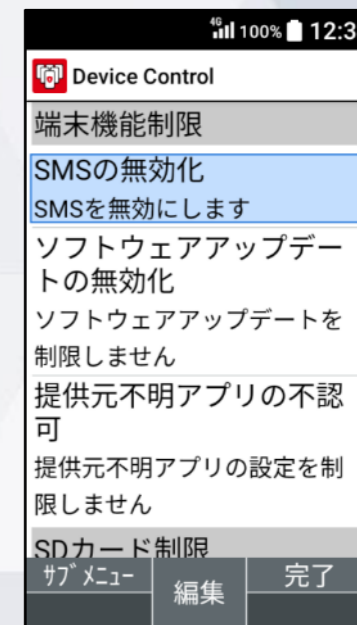 4G 100% 12:3
Device Control
端末機能制限
SMSの無効化
SMSを無効にします
ソフトウェアアップデー
トの無効化
ソフトウェアアップデートを
制限しません
提供元不明アプリの不認
可
提供元不明アプリの設定を制
限しません
SDカード制限
ｻﾌﾞﾒﾆｭｰ 編集 完了